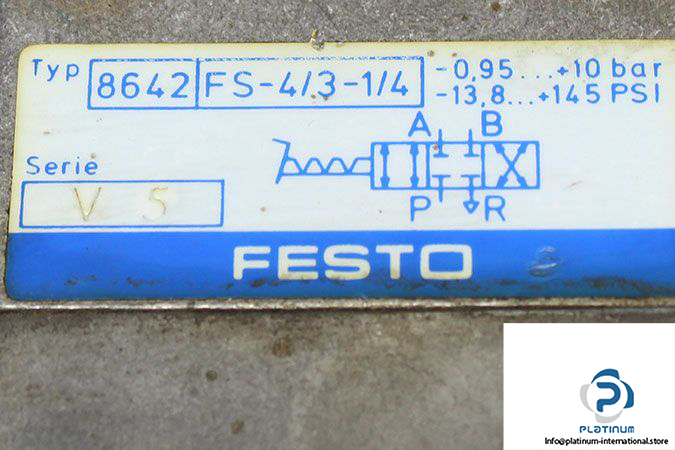 Typ 8642 FS-4/3-1/4 -0,95...+10 bar
-13,8...+145 PSI
A B
Serie
V 5
P R
FESTO
PLATINUM
Info@platinum-international.store